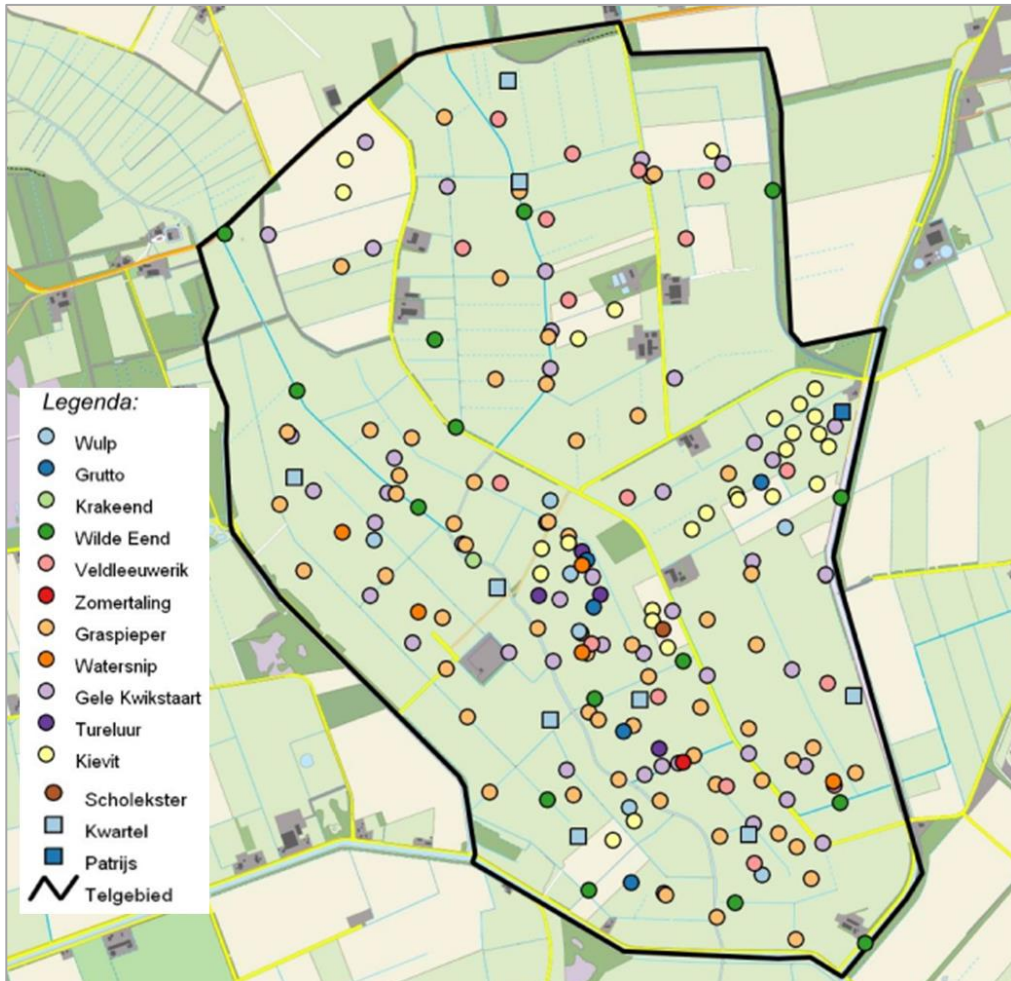 Legenda:
Wulp
Grutto
Krakeend
Wilde Eend
Veldleeuwerik
Zomertaling
Graspieper
Watersnip
Gele Kwikstaart
Tureluur
Kievit
Scholekster
Kwartel
Patrijs
Telgebied